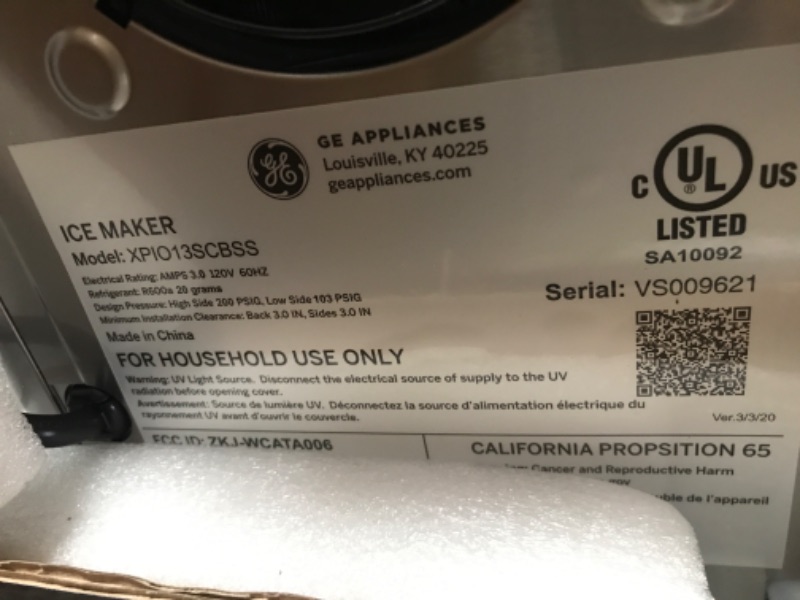 GE APPLIANCES
Louisville, KY 40225
geappliances.com
C UL US
®
LISTED
SA10092
ICE MAKER
Model: XPIO13SCBSS
Serial: VS009621
Electrical Rating: AMPS 3.0 120V 60HZ
Refrigerant: R600a 20 grams
Design Pressure: High Side 200 PSIG, Low Side 103 PSIG
Minimum Installation Clearance: Back 3.0 IN, Sides 3.0 IN
Made in China
FOR HOUSEHOLD USE ONLY
Warning: UV Light Source. Disconnect the electrical source of supply to the UV
radiation before opening cover.
Avertissement: Source de lumière UV. Déconnectez la source d'alimentation électrique du
rayonnement UV avant d'ouvrir le couvercle.
Ver.3/3/20
FCC ID: ZKJ-WCATA006
CALIFORNIA PROPSITION 65
Cancer and Reproductive Harm
de l'appareil